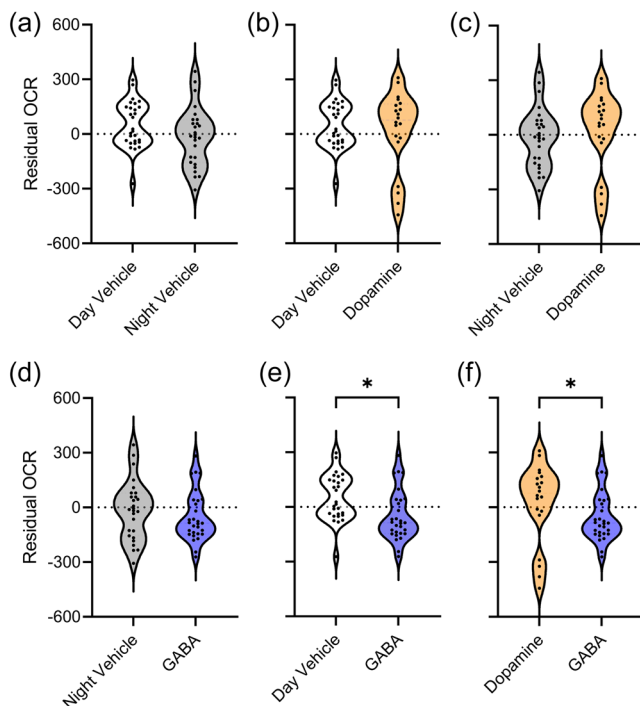 (a) (b) (c)
600
300
0
-300
-600
Residual OCR
Day Vehicle
Night Vehicle
Day Vehicle
Dopamine
Night Vehicle
Dopamine
(d) (e) (f)
* *
600
300
0
-300
-600
Residual OCR
Night Vehicle
GABA
Day Vehicle
GABA
Dopamine
GABA